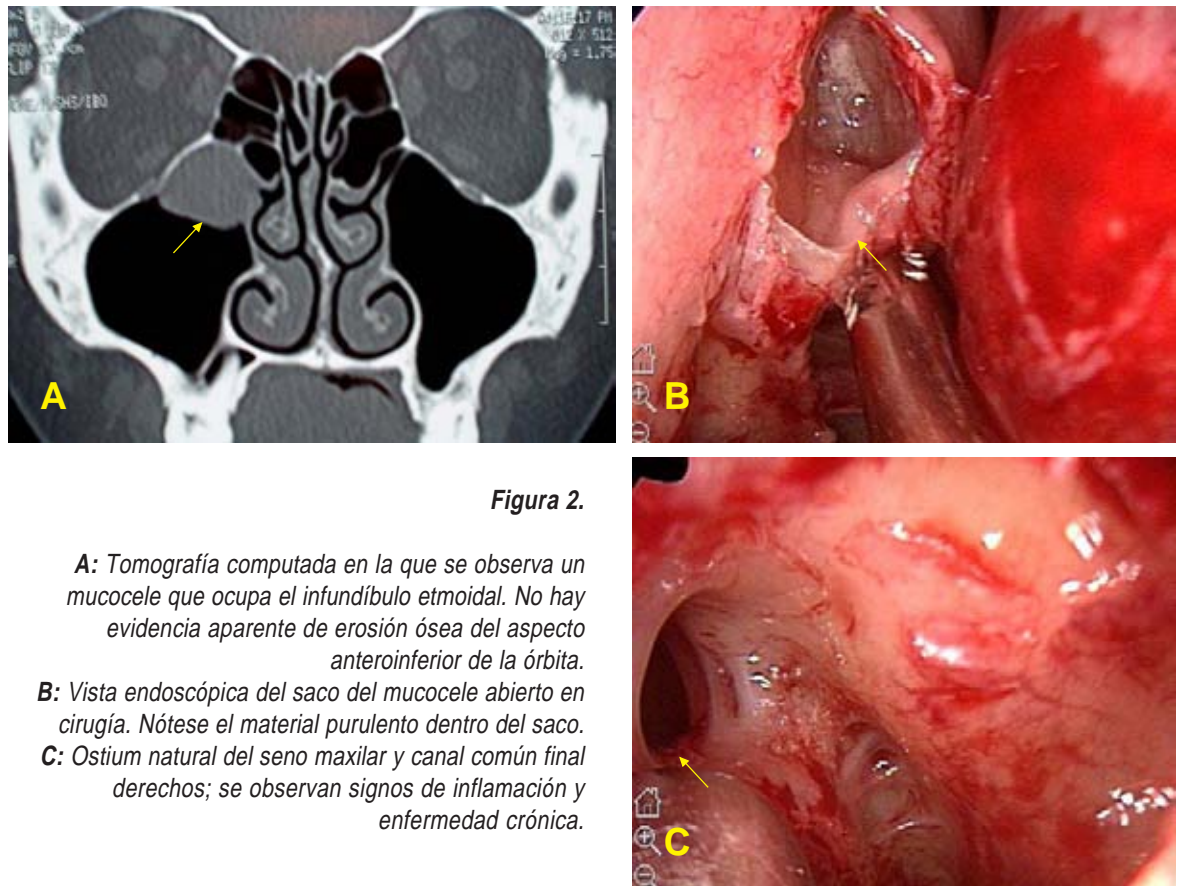 A
B
C
Figura 2.
A: Tomografía computada en la que se observa un
mucocele que ocupa el infundíbulo etmoidal. No hay
evidencia aparente de erosión ósea del aspecto
anteroinferior de la órbita.
B: Vista endoscópica del saco del mucocele abierto en
cirugía. Nótese el material purulento dentro del saco.
C: Ostium natural del seno maxilar y canal común final
derechos; se observan signos de inflamación y
enfermedad crónica.